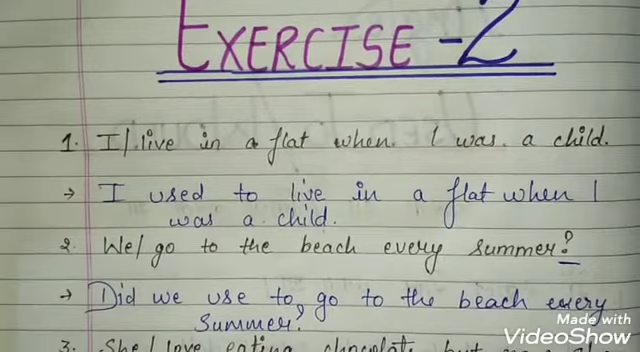 EXERCISE -2
1. I/live in a flat when I was a child.
→ I used to live in a flat when I
was a child.
2. We/ go to the beach every summer?
→ Did we use to go to the beach every
summer?
3. She/love eating chocolate, but
Made with
VideoShow